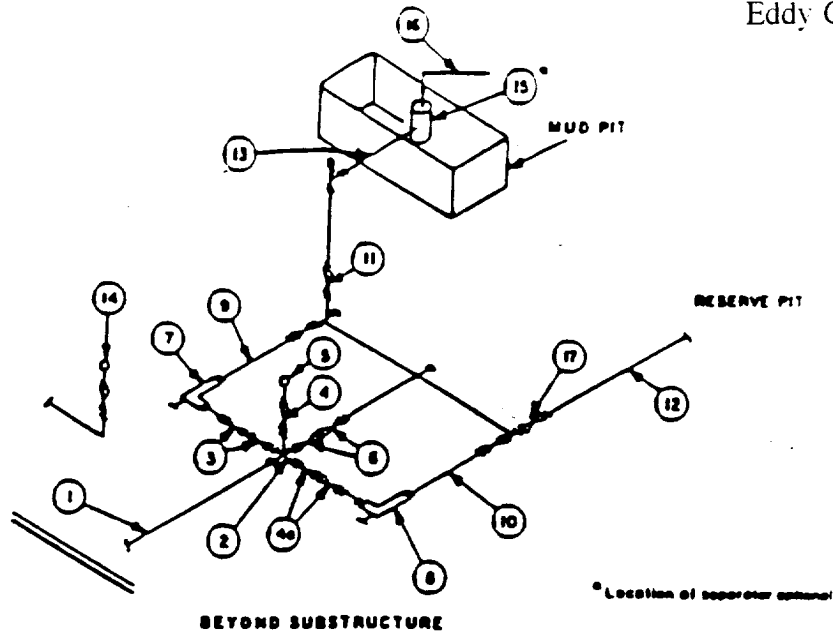 Eddy C
16
15 *
MUD PIT
13
11
14
9
RESERVE PIT
7
5
17
4
12
3
6
1
2
4a
10
8
* Location of separator optional
BEYOND SUBSTRUCTURE